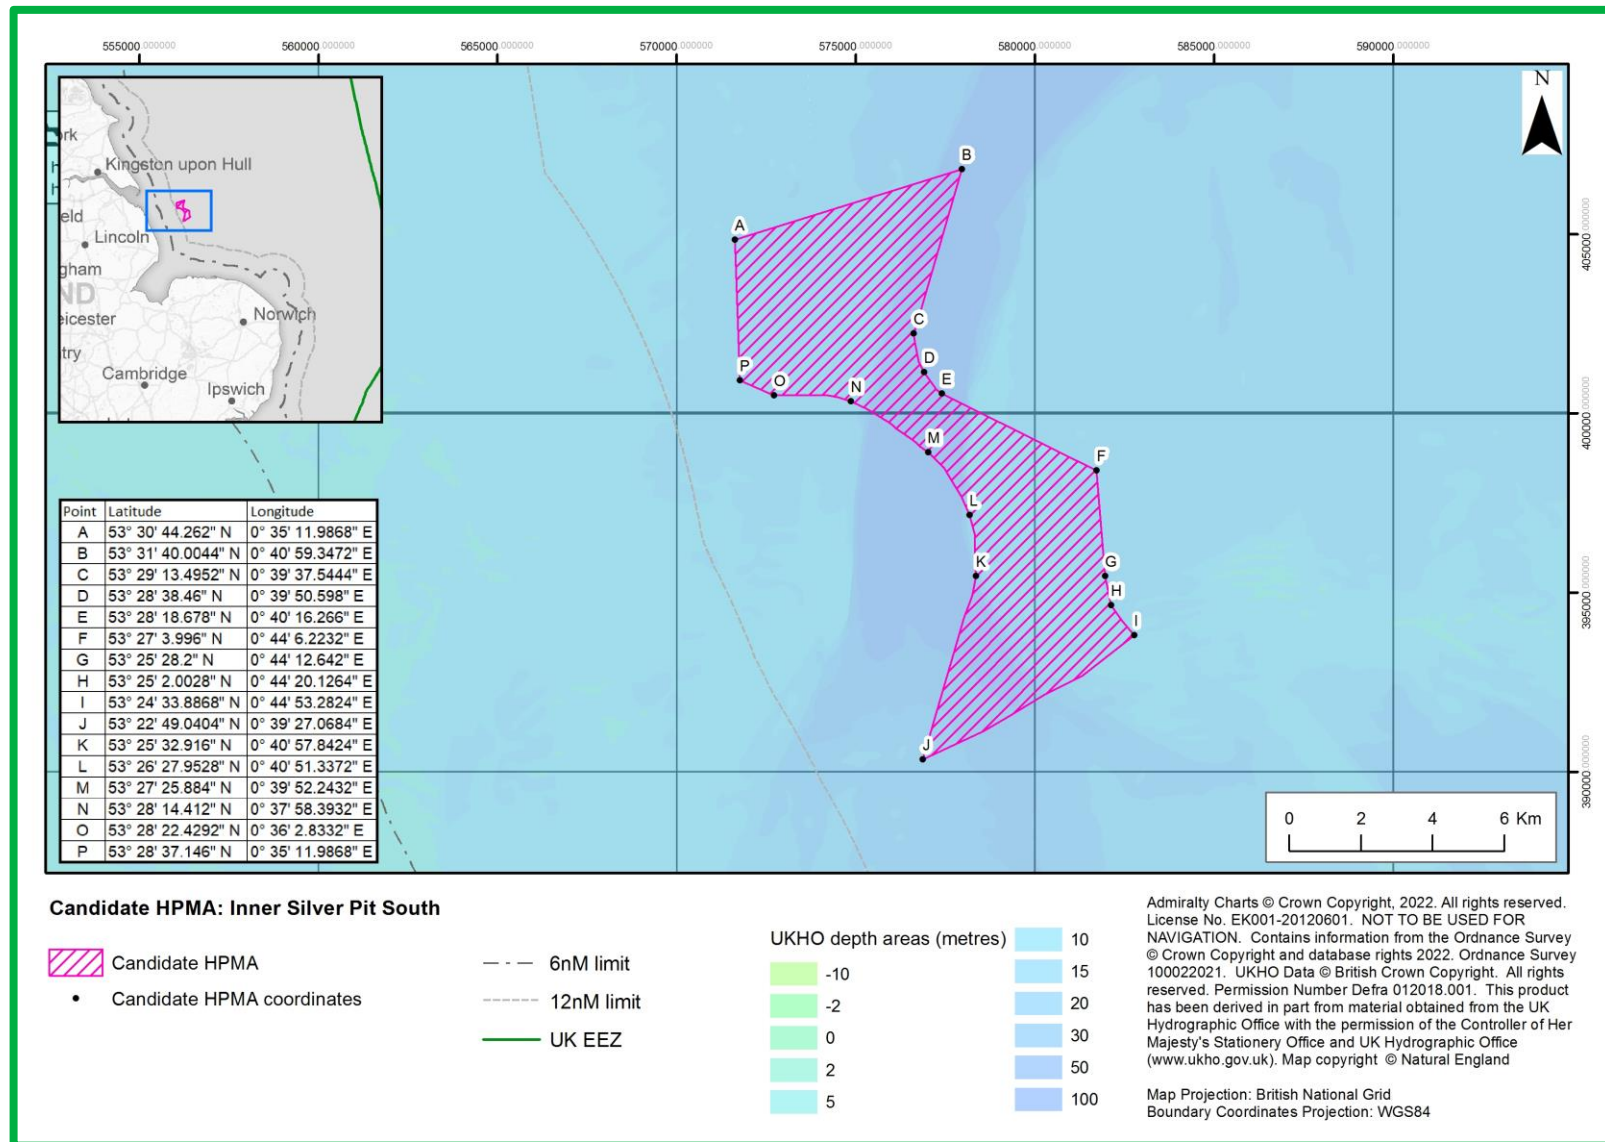 555000.000000 560000.000000 565000.000000 570000.000000 575000.000000 580000.000000 585000.000000 590000.000000
N
Kingston upon Hull
Lincoln
Norwich
Cambridge
Ipswich
ork
eld
gham
ND
eicester
try
A
B
C
D
E
F
G
H
I
J
K
L
M
N
O
P
405000.000000
400000.000000
395000.000000
390000.000000
Point Latitude Longitude
A 53° 30' 44.262" N 0° 35' 11.9868" E
B 53° 31' 40.0044" N 0° 40' 59.3472" E
C 53° 29' 13.4952" N 0° 39' 37.5444" E
D 53° 28' 38.46" N 0° 39' 50.598" E
E 53° 28' 18.678" N 0° 40' 16.266" E
F 53° 27' 3.996" N 0° 44' 6.2232" E
G 53° 25' 28.2" N 0° 44' 12.642" E
H 53° 25' 2.0028" N 0° 44' 20.1264" E
I 53° 24' 33.8868" N 0° 44' 53.2824" E
J 53° 22' 49.0404" N 0° 39' 27.0684" E
K 53° 25' 32.916" N 0° 40' 57.8424" E
L 53° 26' 27.9528" N 0° 40' 51.3372" E
M 53° 27' 25.884" N 0° 39' 52.2432" E
N 53° 28' 14.412" N 0° 37' 58.3932" E
O 53° 28' 22.4292" N 0° 36' 2.8332" E
P 53° 28' 37.146" N 0° 35' 11.9868" E
0 2 4 6 Km
Candidate HPMA: Inner Silver Pit South
Candidate HPMA
Candidate HPMA coordinates
6nM limit
12nM limit
UK EEZ
UKHO depth areas (metres)
-10
-2
0
2
5
10
15
20
30
50
100
Admiralty Charts © Crown Copyright, 2022. All rights reserved.
License No. EK001-20120601. NOT TO BE USED FOR
NAVIGATION. Contains information from the Ordnance Survey
© Crown Copyright and database rights 2022. Ordnance Survey
100022021. UKHO Data © British Crown Copyright. All rights
reserved. Permission Number Defra 012018.001. This product
has been derived in part from material obtained from the UK
Hydrographic Office with the permission of the Controller of Her
Majesty's Stationery Office and UK Hydrographic Office
(www.ukho.gov.uk). Map copyright © Natural England
Map Projection: British National Grid
Boundary Coordinates Projection: WGS84